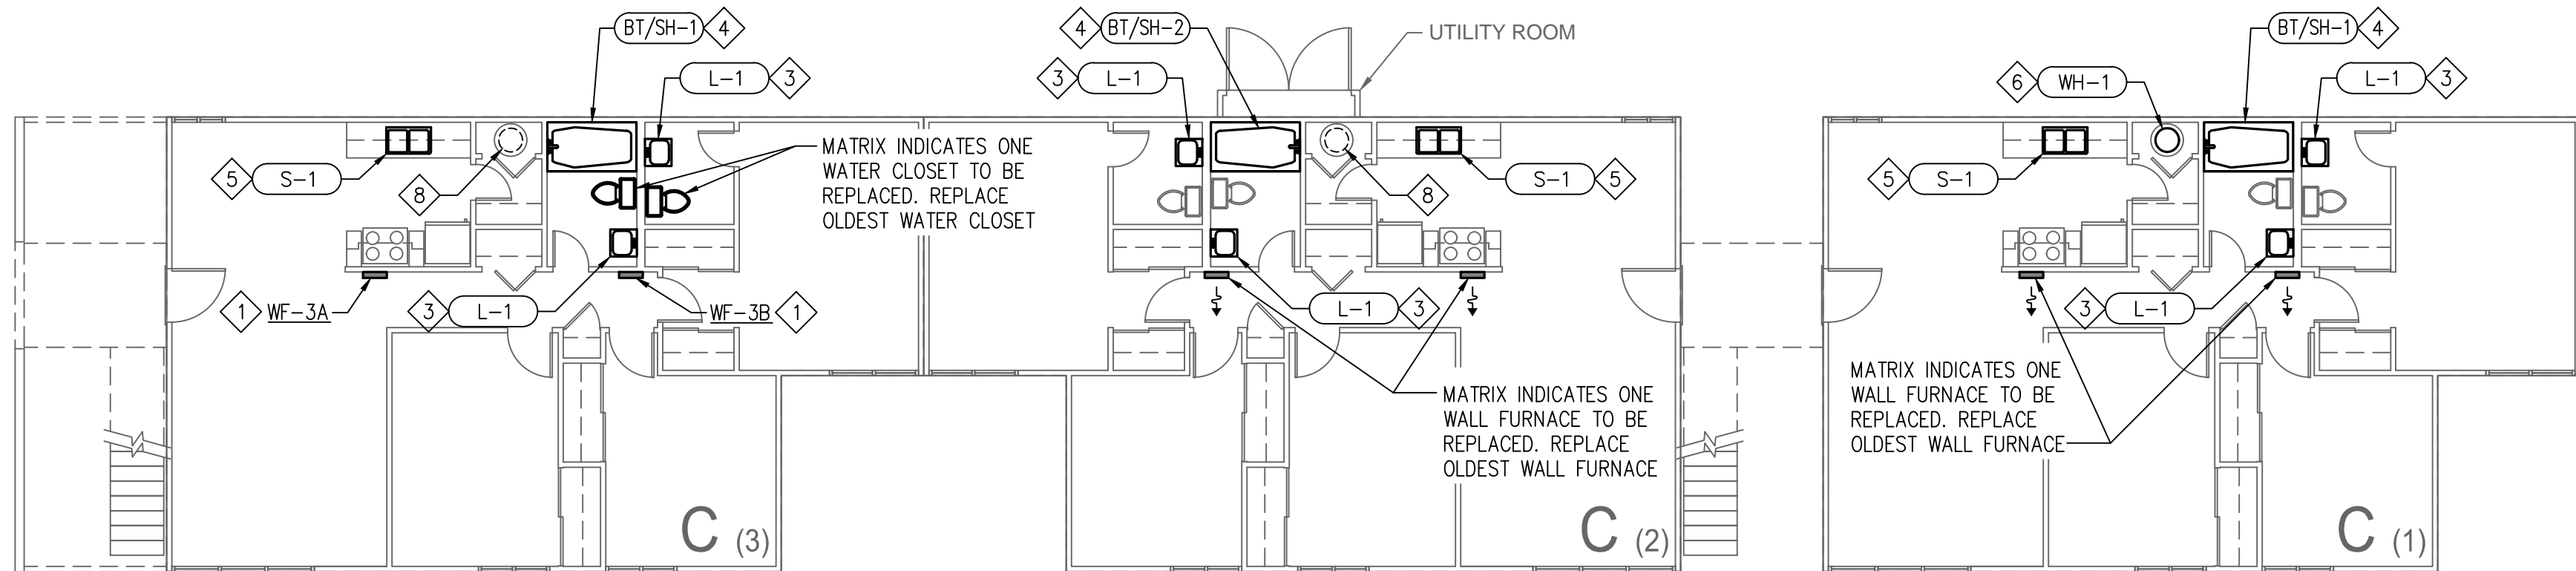 BT/SH-1 4
L-1 3
5 S-1
8
MATRIX INDICATES ONE
WATER CLOSET TO BE
REPLACED. REPLACE
OLDEST WATER CLOSET
1 WF-3A
3 L-1
WF-3B 1
C (3)
4 BT/SH-2
UTILITY ROOM
3 L-1
S-1 5
8
L-1 3
MATRIX INDICATES ONE
WALL FURNACE TO BE
REPLACED. REPLACE
OLDEST WALL FURNACE
C (2)
BT/SH-1 4
6 WH-1
L-1 3
5 S-1
3 L-1
MATRIX INDICATES ONE
WALL FURNACE TO BE
REPLACED. REPLACE
OLDEST WALL FURNACE
C (1)